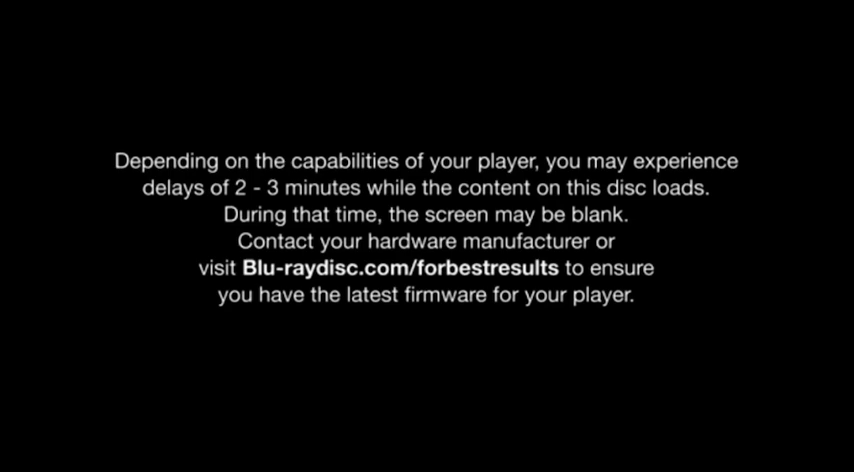 Depending on the capabilities of your player, you may experience
delays of 2 - 3 minutes while the content on this disc loads.
During that time, the screen may be blank.
Contact your hardware manufacturer or
visit Blu-raydisc.com/forbestresults to ensure
you have the latest firmware for your player.